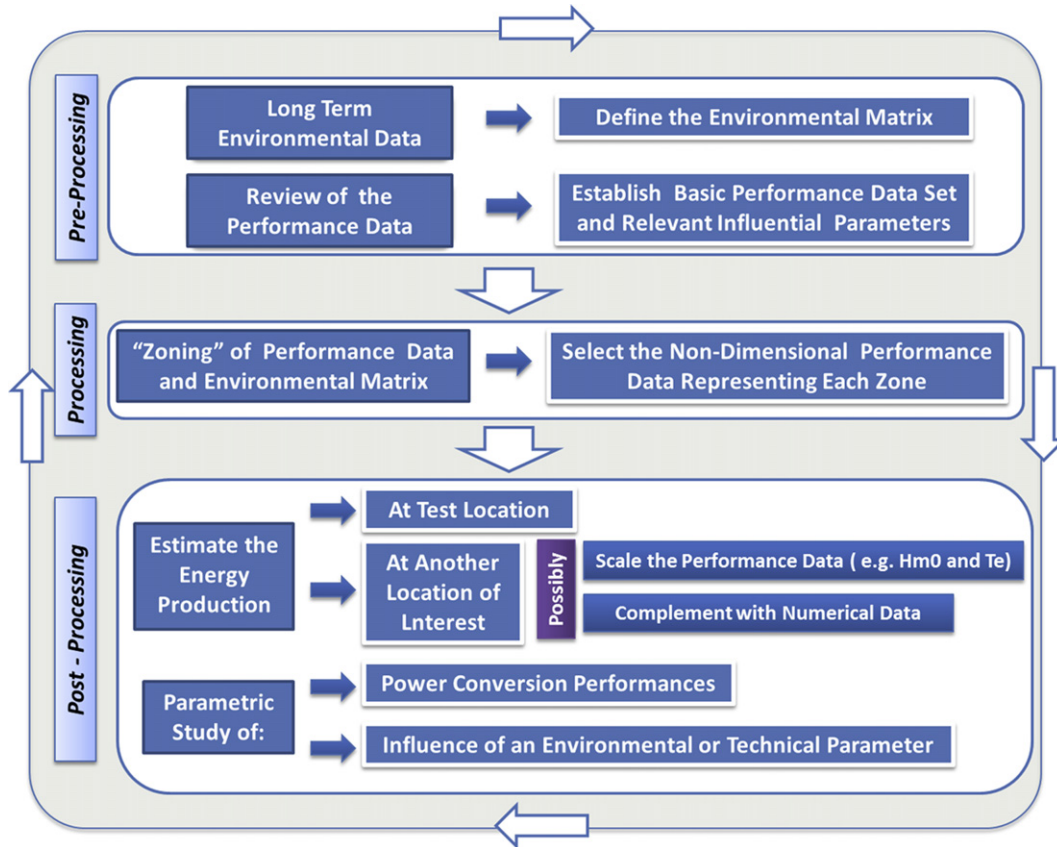 Pre-Processing
Long Term
Environmental Data
Define the Environmental Matrix
Review of the
Performance Data
Establish Basic Performance Data Set
and Relevant Influential Parameters
Processing
“Zoning” of Performance Data
and Environmental Matrix
Select the Non-Dimensional Performance
Data Representing Each Zone
Post - Processing
Estimate the
Energy
Production
At Test Location
At Another
Location of
Lnterest
Possibly
Scale the Performance Data ( e.g. Hm0 and Te)
Complement with Numerical Data
Parametric
Study of:
Power Conversion Performances
Influence of an Environmental or Technical Parameter